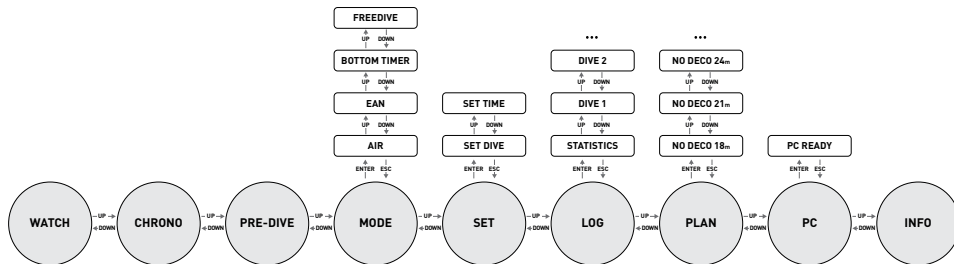 FREEDIVE
UP DOWN
BOTTOM TIMER
UP DOWN
EAN
UP DOWN
AIR
ENTER ESC
SET TIME
UP DOWN
SET DIVE
ENTER ESC
...
DIVE 2
UP DOWN
DIVE 1
UP DOWN
STATISTICS
ENTER ESC
...
NO DECO 24m
UP DOWN
NO DECO 21m
UP DOWN
NO DECO 18m
ENTER ESC
PC READY
ENTER ESC
WATCH
UP
DOWN
CHRONO
UP
DOWN
PRE-DIVE
UP
DOWN
MODE
UP
DOWN
SET
UP
DOWN
LOG
UP
DOWN
PLAN
UP
DOWN
PC
UP
DOWN
INFO